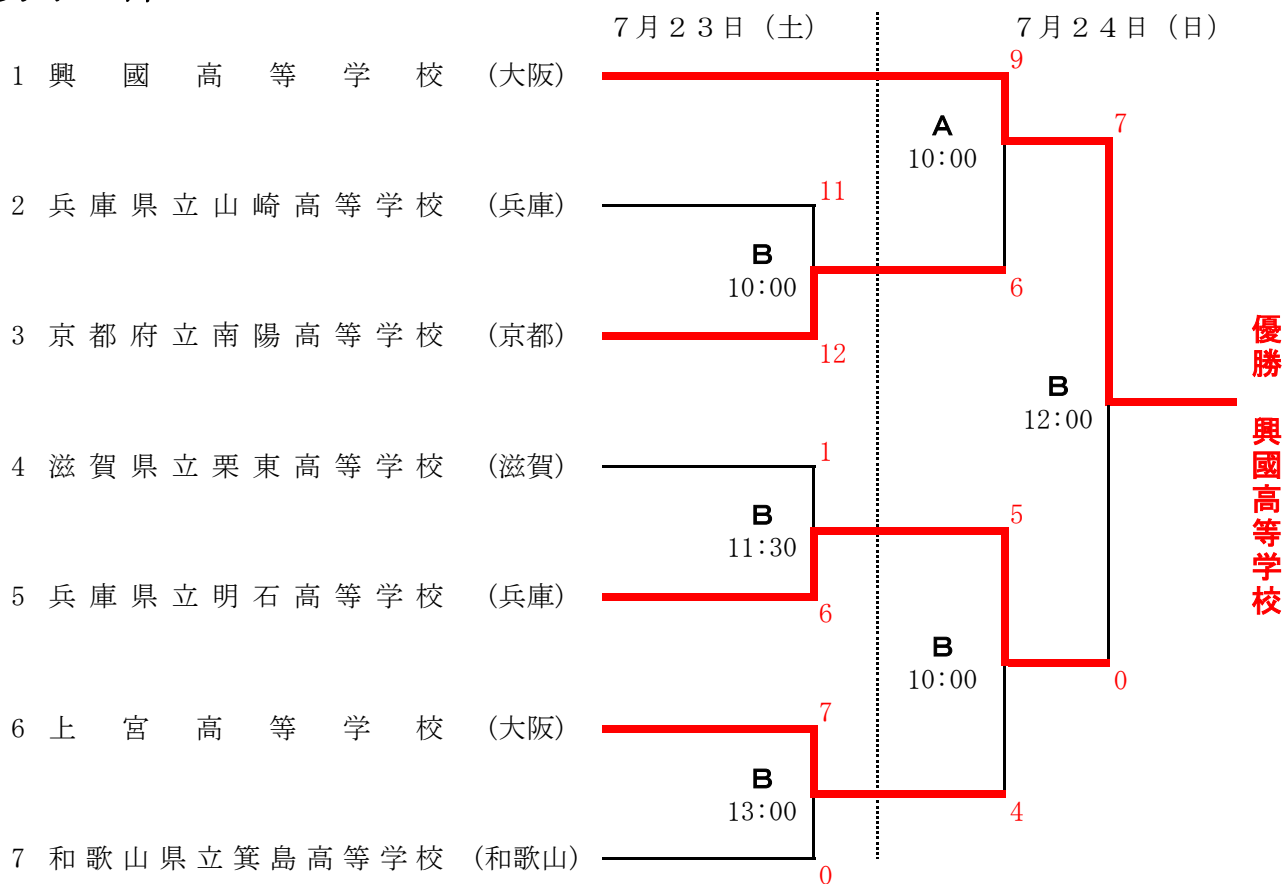 7月23日（土）　7月24日（日）
9
1 興國高等学校 （大阪）
7
A
10:00
11
2 兵庫県立山崎高等学校 （兵庫）
B
10:00
6
3 京都府立南陽高等学校 （京都）
12
B
12:00
優勝　興國高等学校
1
4 滋賀県立栗東高等学校 （滋賀）
5
B
11:30
5 兵庫県立明石高等学校 （兵庫）
6
B
10:00
0
7
6 上宮高等学校 （大阪）
B
13:00
4
7 和歌山県立箕島高等学校 （和歌山）
0